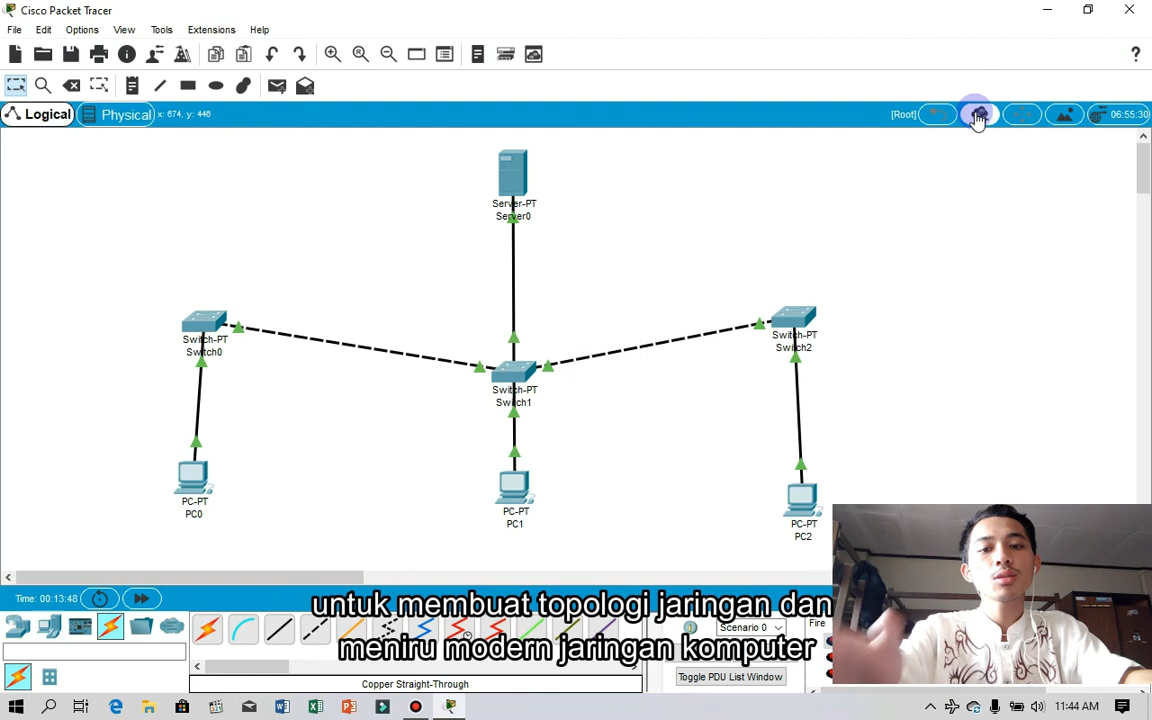 Cisco Packet Tracer
File Edit Options View Tools Extensions Help
?
Logical Physical x: 674, y: 446 [Root] 06:55:30
Server-PT
Server0
Switch-PT
Switch0
Switch-PT
Switch2
Switch-PT
Switch1
PC-PT
PC0
PC-PT
PC1
PC-PT
PC2
Time: 00:13:48
untuk membuat topologi jaringan dan
meniru modern jaringan komputer
Scenario 0
Fire
Toggle PDU List Window
Copper Straight-Through
11:44 AM